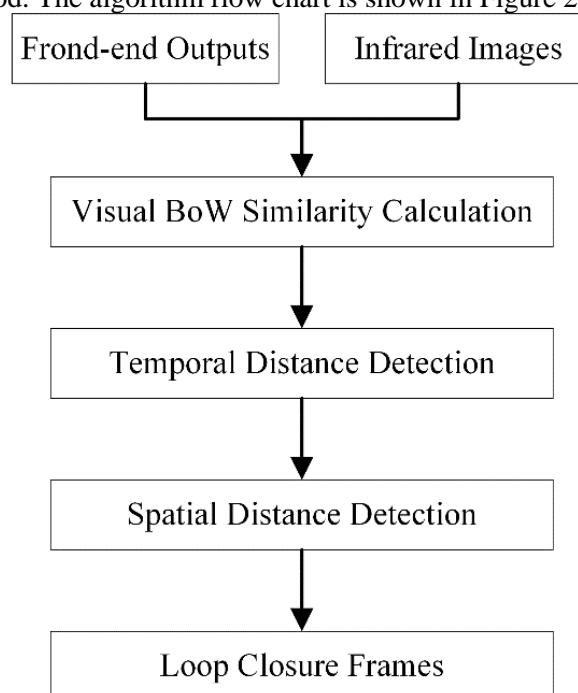 od. The algorithm flow chart is shown in Figure 2
Frond-end Outputs
Infrared Images
Visual BoW Similarity Calculation
Temporal Distance Detection
Spatial Distance Detection
Loop Closure Frames